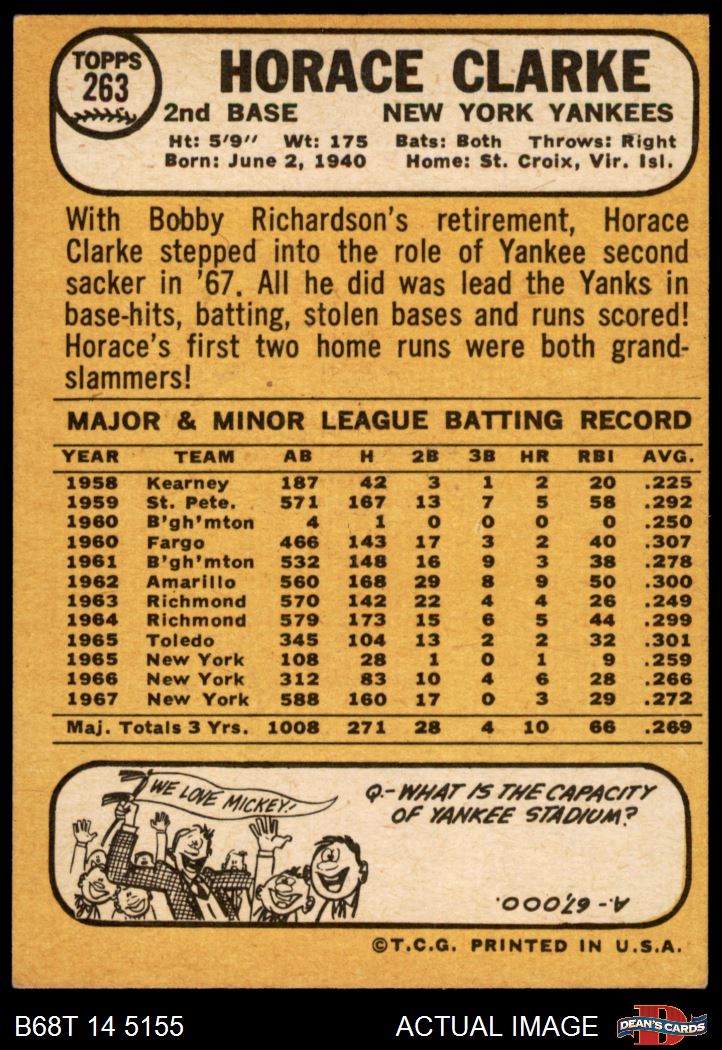 TOPPS
263
HORACE CLARKE
2nd BASE NEW YORK YANKEES
Ht: 5'9" Wt: 175 Bats: Both Throws: Right
Born: June 2, 1940 Home: St. Croix, Vir. Isl.
With Bobby Richardson's retirement, Horace
Clarke stepped into the role of Yankee second
sacker in '67. All he did was lead the Yanks in
base-hits, batting, stolen bases and runs scored!
Horace's first two home runs were both grand-
slammers!
MAJOR & MINOR LEAGUE BATTING RECORD
YEAR TEAM AB H 2B 3B HR RBI AVG.
1958 Kearney 187 42 3 1 2 20 .225
1959 St. Pete. 571 167 13 7 5 58 .292
1960 B'gh'mton 4 1 0 0 0 0 .250
1960 Fargo 466 143 17 3 2 40 .307
1961 B'gh'mton 532 148 16 9 3 38 .278
1962 Amarillo 560 168 29 8 9 50 .300
1963 Richmond 570 142 22 4 4 26 .249
1964 Richmond 579 173 15 6 5 44 .299
1965 Toledo 345 104 13 2 2 32 .301
1965 New York 108 28 1 0 1 9 .259
1966 New York 312 83 10 4 6 28 .266
1967 New York 588 160 17 0 3 29 .272
Maj. Totals 3 Yrs. 1008 271 28 4 10 66 .269
WE LOVE MICKEY!
Q.- WHAT IS THE CAPACITY
OF YANKEE STADIUM?
A.- 67,000.
©T.C.G. PRINTED IN U.S.A.
B68T 14 5155 ACTUAL IMAGE DEAN'S CARDS